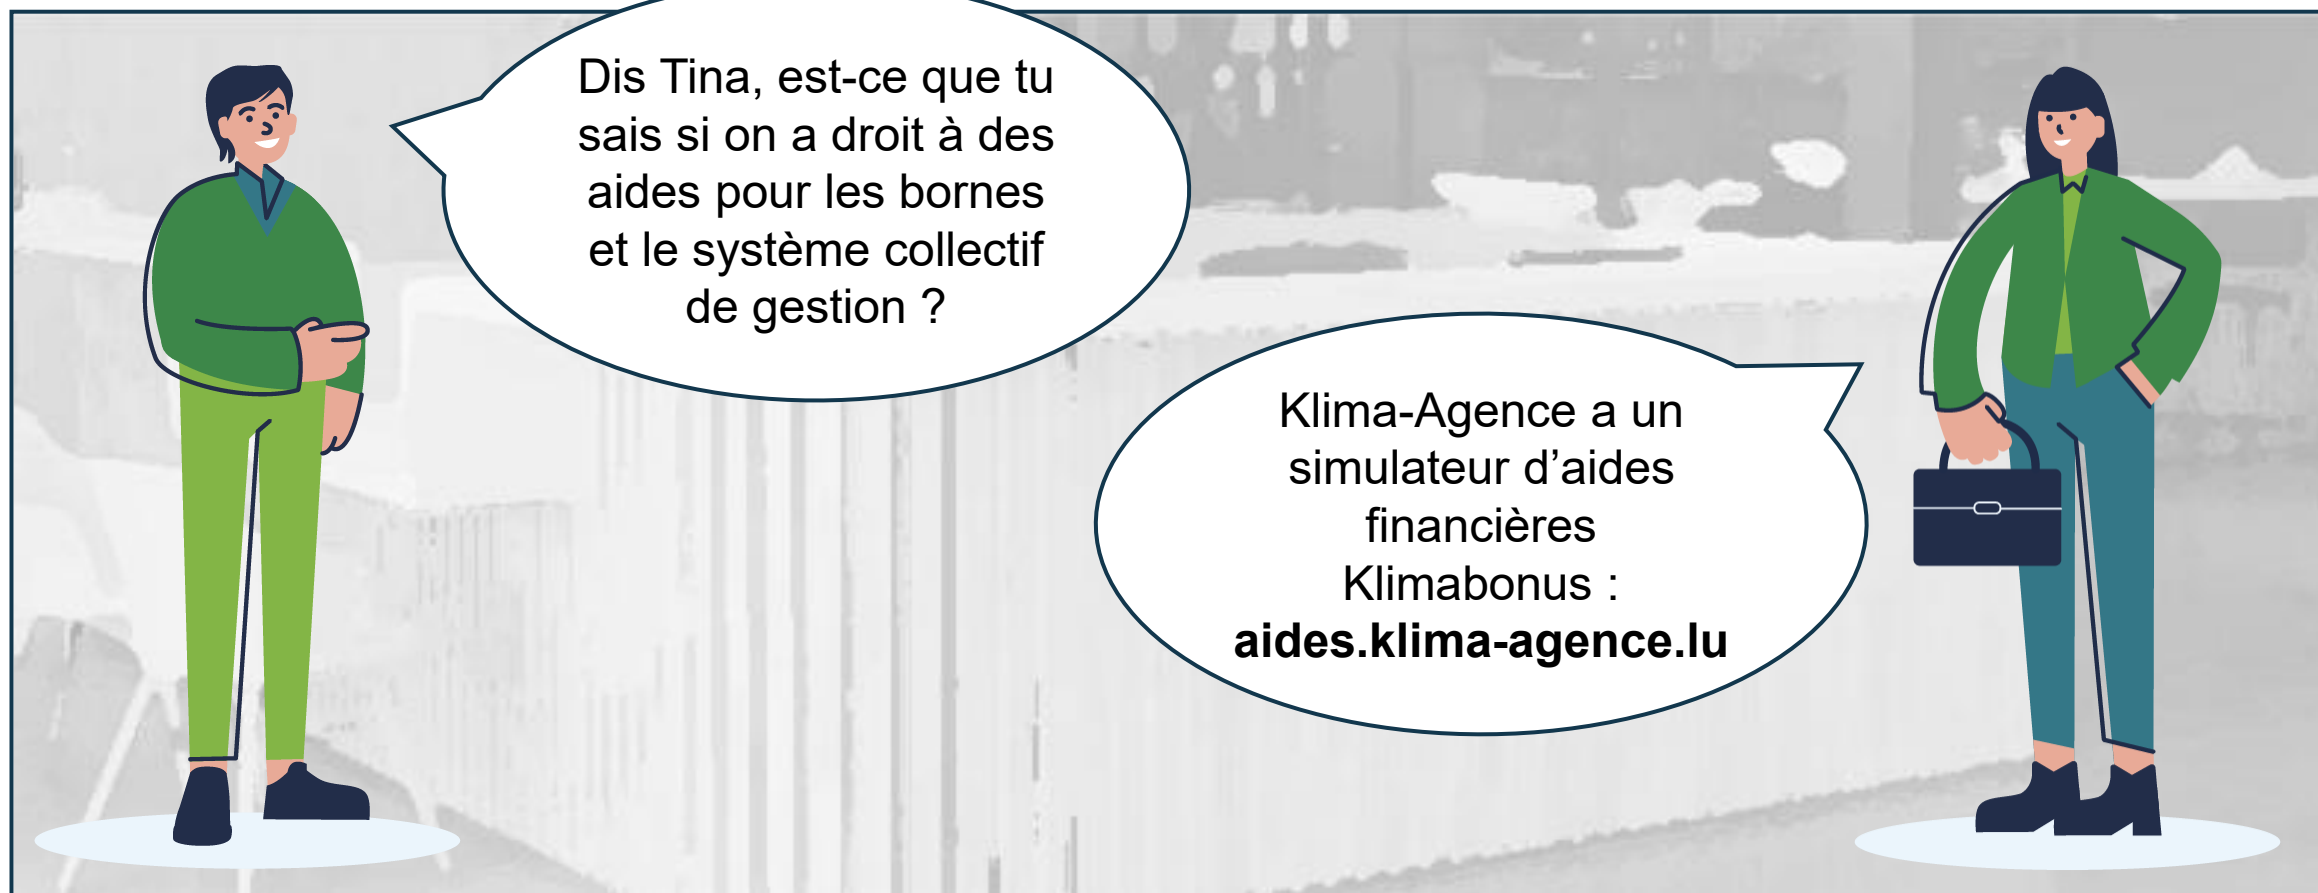 Dis Tina, est-ce que tu
sais si on a droit à des
aides pour les bornes
et le système collectif
de gestion ?
Klima-Agence a un
simulateur d’aides
financières
Klimabonus :
aides.klima-agence.lu